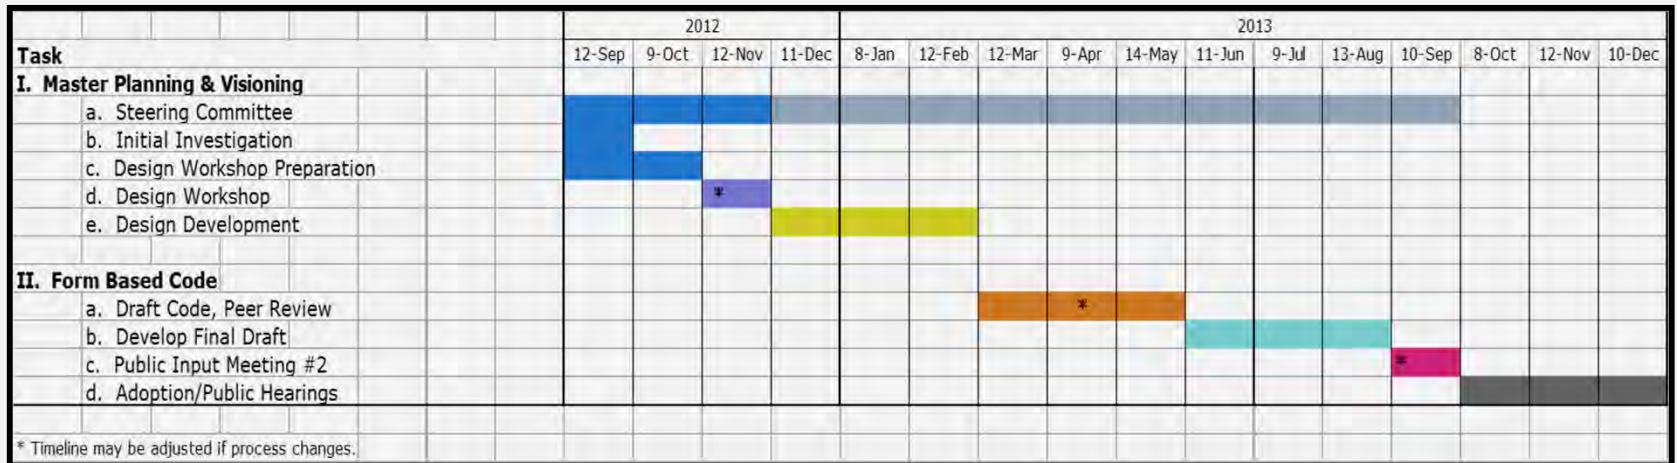 2012 2013
Task 12-Sep 9-Oct 12-Nov 11-Dec 8-Jan 12-Feb 12-Mar 9-Apr 14-May 11-Jun 9-Jul 13-Aug 10-Sep 8-Oct 12-Nov 10-Dec
I. Master Planning & Visioning
a. Steering Committee
b. Initial Investigation
c. Design Workshop Preparation
d. Design Workshop *
e. Design Development
II. Form Based Code
a. Draft Code, Peer Review *
b. Develop Final Draft
c. Public Input Meeting #2 *
d. Adoption/Public Hearings
* Timeline may be adjusted if process changes.